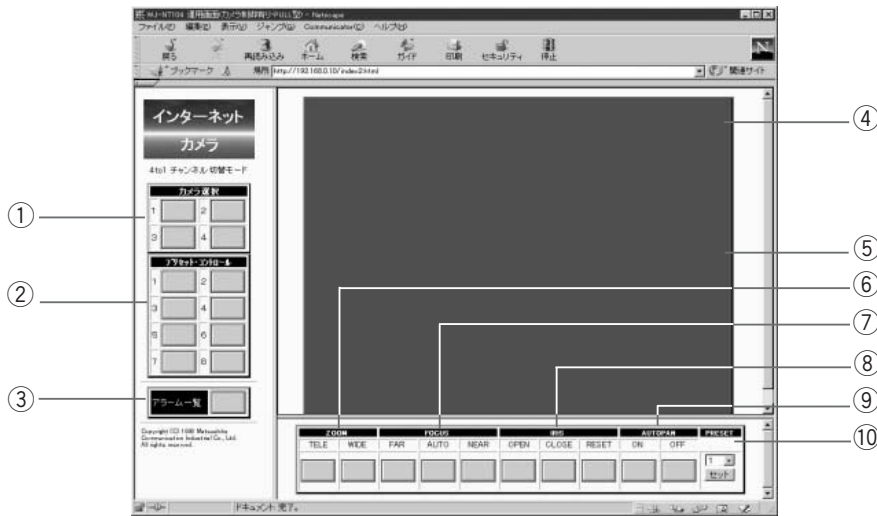 WJ-NT104 運用画面(カメラ制御有り・FULL型) - Netscape
ファイル(F) 編集(E) 表示(V) ジャンプ(G) Communicator(C) ヘルプ(H)
戻る 再読み込み ホーム 検索 ガイド 印刷 セキュリティ 停止
ブックマーク 場所 http://192.168.0.10/index2.html 関連サイト
インターネット
カメラ
4to1 チャンネル切替モード
カメラ選択
1 2
3 4
プリセット・コントロール
1 2
3 4
5 6
7 8
アラーム一覧
Copyright (C) 1998 Matsushita
Communication Industrial Co., Ltd.
All rights reserved.
ZOOM FOCUS IRIS AUTOPAN PRESET
TELE WIDE FAR AUTO NEAR OPEN CLOSE RESET ON OFF
1
セット
ドキュメント:完了。
①
②
③
④
⑤
⑥
⑦
⑧
⑨
⑩